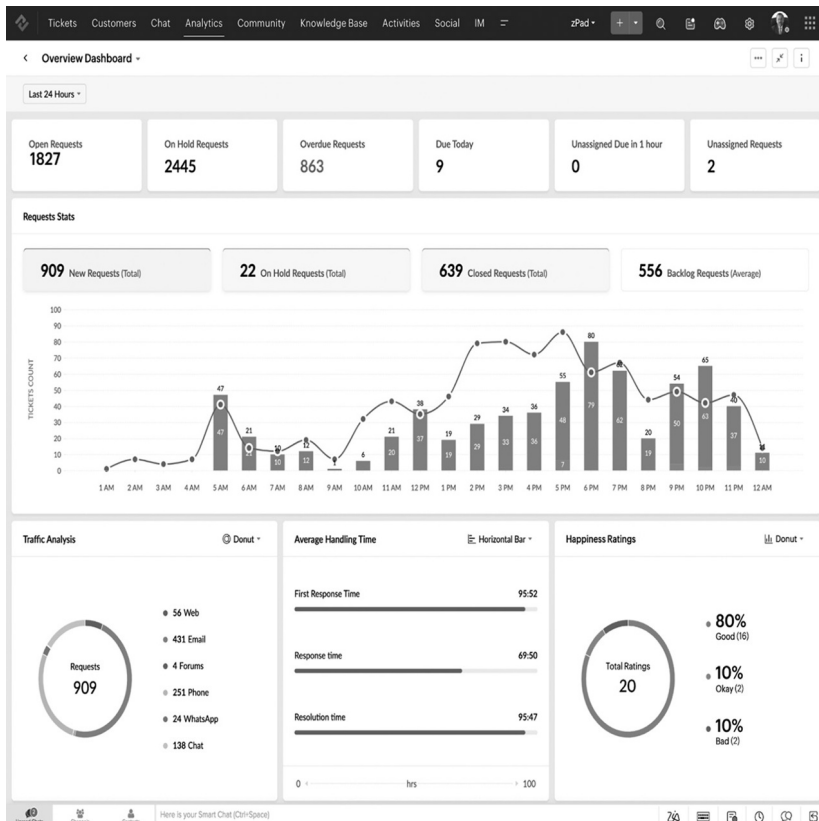 Tickets Customers Chat Analytics Community Knowledge Base Activities Social IM zPad
Overview Dashboard
Last 24 Hours
Open Requests
1827
On Hold Requests
2445
Overdue Requests
863
Due Today
9
Unassigned Due in 1 hour
0
Unassigned Requests
2
Requests Stats
909 New Requests (Total)
22 On Hold Requests (Total)
639 Closed Requests (Total)
556 Backlog Requests (Average)
TICKETS COUNT
100
90
80
70
60
50
40
30
20
10
0
47 21 10 12 6 21 38 19 29 34 36 55 80 20 54 65 40
47 10 12 20 37 19 29 33 36 48 7 79 62 19 50 63 37 10
1 AM 2 AM 3 AM 4 AM 5 AM 6 AM 7 AM 8 AM 9 AM 10 AM 11 AM 12 PM 1 PM 2 PM 3 PM 4 PM 5 PM 6 PM 7 PM 8 PM 9 PM 10 PM 11 PM 12 AM
Traffic Analysis
Donut
Requests
909
56 Web
431 Email
4 Forums
251 Phone
24 WhatsApp
138 Chat
Average Handling Time
Horizontal Bar
First Response Time 95:52
Response time 69:50
Resolution time 95:47
0 hrs 100
Happiness Ratings
Donut
Total Ratings
20
80%
Good (16)
10%
Okay (2)
10%
Bad (2)
Here is your Smart Chat (Ctrl+Space)